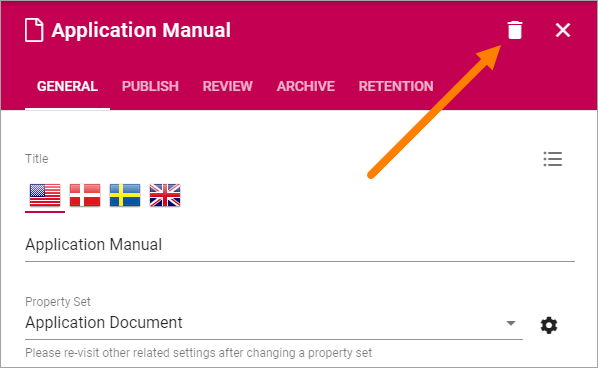 Application Manual
GENERAL PUBLISH REVIEW ARCHIVE RETENTION
Title
Application Manual
Property Set
Application Document
Please re-visit other related settings after changing a property set